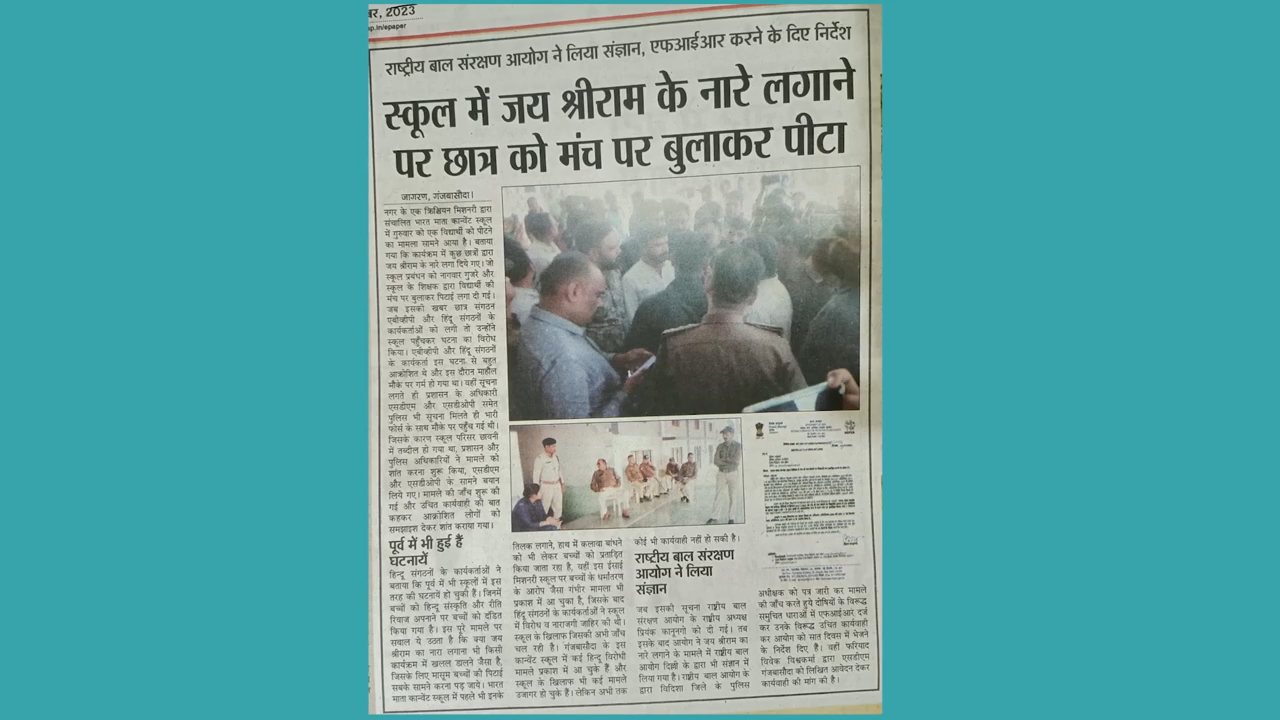 बर, 2023
ap.in/epaper
राष्ट्रीय बाल संरक्षण आयोग ने लिया संज्ञान, एफआईआर करने के दिए निर्देश
स्कूल में जय श्रीराम के नारे लगाने
पर छात्र को मंच पर बुलाकर पीटा
जागरण, गंजबासौदा।
नगर के एक क्रिश्चियन मिशनरी द्वारा
संचालित भारत माता कान्वेंट स्कूल
में गुरुवार को एक विद्यार्थी को पीटने
का मामला सामने आया है। बताया
गया कि कार्यक्रम में कुछ छात्रों द्वारा
जय श्रीराम के नारे लगा दिये गए। जो
स्कूल प्रबंधन को नागवार गुजरे और
स्कूल के शिक्षक द्वारा विद्यार्थी की
मंच पर बुलाकर पिटाई लगा दी गई।
जब इसकी खबर छात्र संगठन
एबीव्हीपी और हिंदू संगठनों के
कार्यकर्ताओं को लगी तो उन्होंने
स्कूल पहुँचकर घटना का विरोध
किया। एबीव्हीपी और हिंदू संगठनों
के कार्यकर्ता इस घटना से बहुत
आक्रोशित थे और इस दौरान माहौल
मौके पर गर्म हो गया था। वहीं सूचना
लगते ही प्रशासन के अधिकारी
एसडीएम और एसडीओपी समेत
पुलिस भी सूचना मिलते ही भारी
फोर्स के साथ मौके पर पहुँच गई थी।
जिसके कारण स्कूल परिसर छावनी
में तब्दील हो गया था, प्रशासन और
पुलिस अधिकारियों ने मामले को
शांत करना शुरू किया, एसडीएम
और एसडीओपी के सामने बयान
लिये गए। मामले की जाँच शुरू की
गई और उचित कार्यवाही की बात
कहकर आक्रोशित लोगों को
समझाइश देकर शांत कराया गया।
पूर्व में भी हुई हैं
घटनायें
हिन्दू संगठनों के कार्यकर्ताओं ने
बताया कि पूर्व में भी स्कूलों में इस
तरह की घटनायें हो चुकी हैं। जिनमें
बच्चों को हिन्दू संस्कृति और रीति
रिवाज अपनाने पर बच्चों को दंडित
किया गया है। इस पूरे मामले पर
सवाल ये उठता है कि क्या जय
श्रीराम का नारा लगाना भी किसी
कार्यक्रम में खलल डालने जैसा है,
जिसके लिए मासूम बच्चों की पिटाई
सबके सामने करना पड़ जाये। भारत
माता कान्वेंट स्कूल में पहले भी इनके
तिलक लगाने, हाथ में कलावा बांधने
को भी लेकर बच्चों को प्रताड़ित
किया जाता रहा है, वहीं इस ईसाई
मिशनरी स्कूल पर बच्चों के धर्मांतरण
के आरोप जैसा गंभीर मामला भी
प्रकाश में आ चुका है, जिसके बाद
हिंदू संगठनों के कार्यकर्ताओं ने स्कूल
में विरोध व नाराजगी जाहिर की थी।
स्कूल के खिलाफ जिसकी अभी जाँच
चल रही है। गंजबासौदा के इस
कान्वेंट स्कूल में कई हिन्दू विरोधी
मामले प्रकाश में आ चुके हैं और
स्कूल के खिलाफ भी कई मामले
उजागर हो चुके हैं। लेकिन अभी तक
कोई भी कार्यवाही नहीं हो सकी है।
राष्ट्रीय बाल संरक्षण
आयोग ने लिया
संज्ञान
जब इसकी सूचना राष्ट्रीय बाल
संरक्षण आयोग के राष्ट्रीय अध्यक्ष
प्रियंक कानूनगो को दी गई। तब
इसके बाद आयोग ने जय श्रीराम का
नारे लगाने के मामले में राष्ट्रीय बाल
आयोग दिल्ली के द्वारा भी संज्ञान में
लिया गया है। राष्ट्रीय बाल आयोग के
द्वारा विदिशा जिले के पुलिस
अधीक्षक को पत्र जारी कर मामले
की जाँच करते हुये दोषियों के विरूद्ध
समुचित धाराओं में एफआईआर दर्ज
कर उनके विरूद्ध उचित कार्यवाही
कर आयोग को सात दिवस में भेजने
के निर्देश दिए है। वहीं फरियाद
विवेक विश्वकर्मा द्वारा एसडीएम
गंजबासौदा को लिखित आवेदन देकर
कार्यवाही की मांग की है।